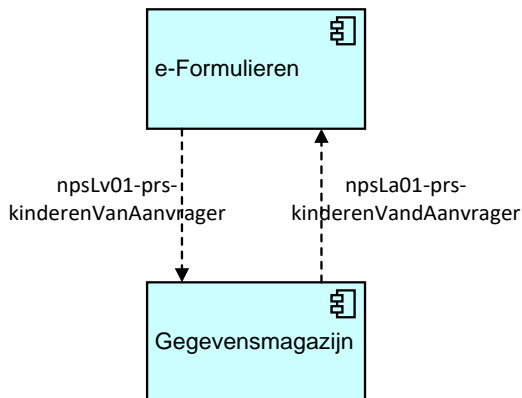 e-Formulieren
npsLv01-prs-
kinderenVanAanvrager
npsLa01-prs-
kinderenVandAanvrager
Gegevensmagazijn